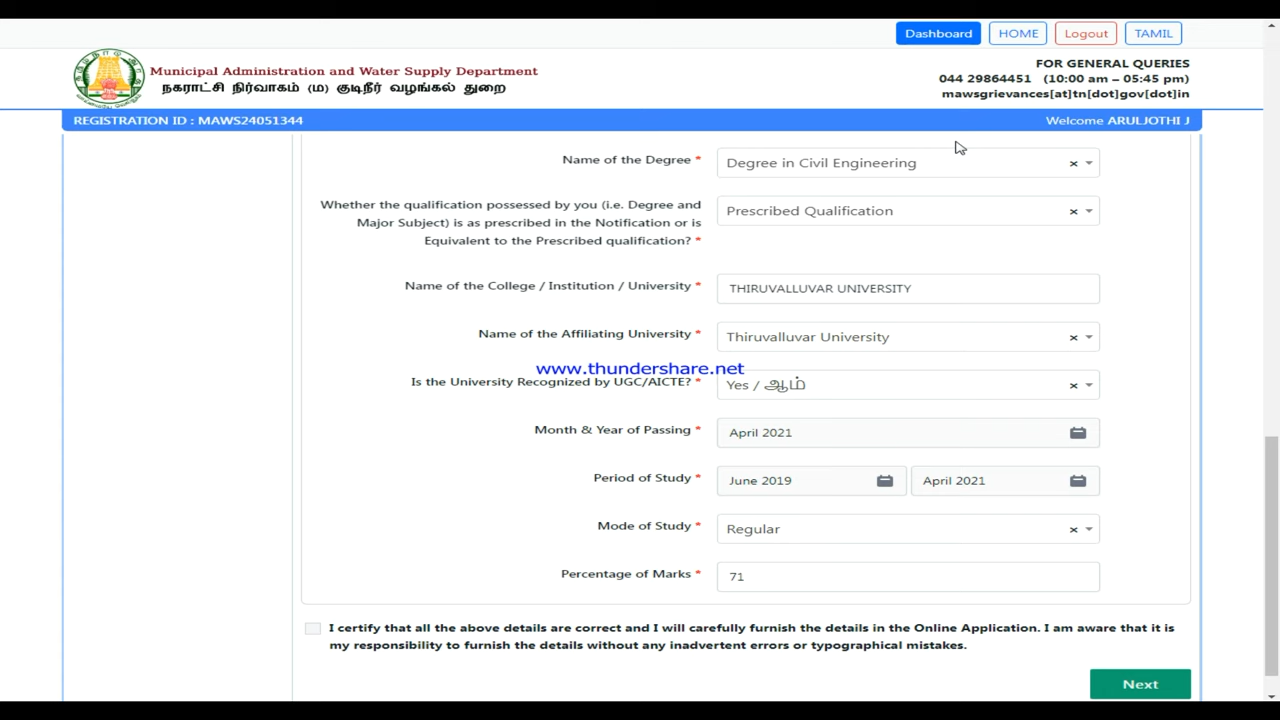 Dashboard HOME Logout TAMIL
Municipal Administration and Water Supply Department
நகராட்சி நிர்வாகம் (ம) குடிநீர் வழங்கல் துறை
FOR GENERAL QUERIES
044 29864451 (10:00 am – 05:45 pm)
mawsgrievances[at]tn[dot]gov[dot]in
REGISTRATION ID : MAWS24051344 Welcome ARULJOTHI J
Name of the Degree * Degree in Civil Engineering
Whether the qualification possessed by you (i.e. Degree and
Major Subject) is as prescribed in the Notification or is
Equivalent to the Prescribed qualification? *
Prescribed Qualification
Name of the College / Institution / University * THIRUVALLUVAR UNIVERSITY
Name of the Affiliating University * Thiruvalluvar University
www.thundershare.net
Is the University Recognized by UGC/AICTE? * Yes / ஆம்
Month & Year of Passing * April 2021
Period of Study * June 2019 April 2021
Mode of Study * Regular
Percentage of Marks * 71
I certify that all the above details are correct and I will carefully furnish the details in the Online Application. I am aware that it is
my responsibility to furnish the details without any inadvertent errors or typographical mistakes.
Next